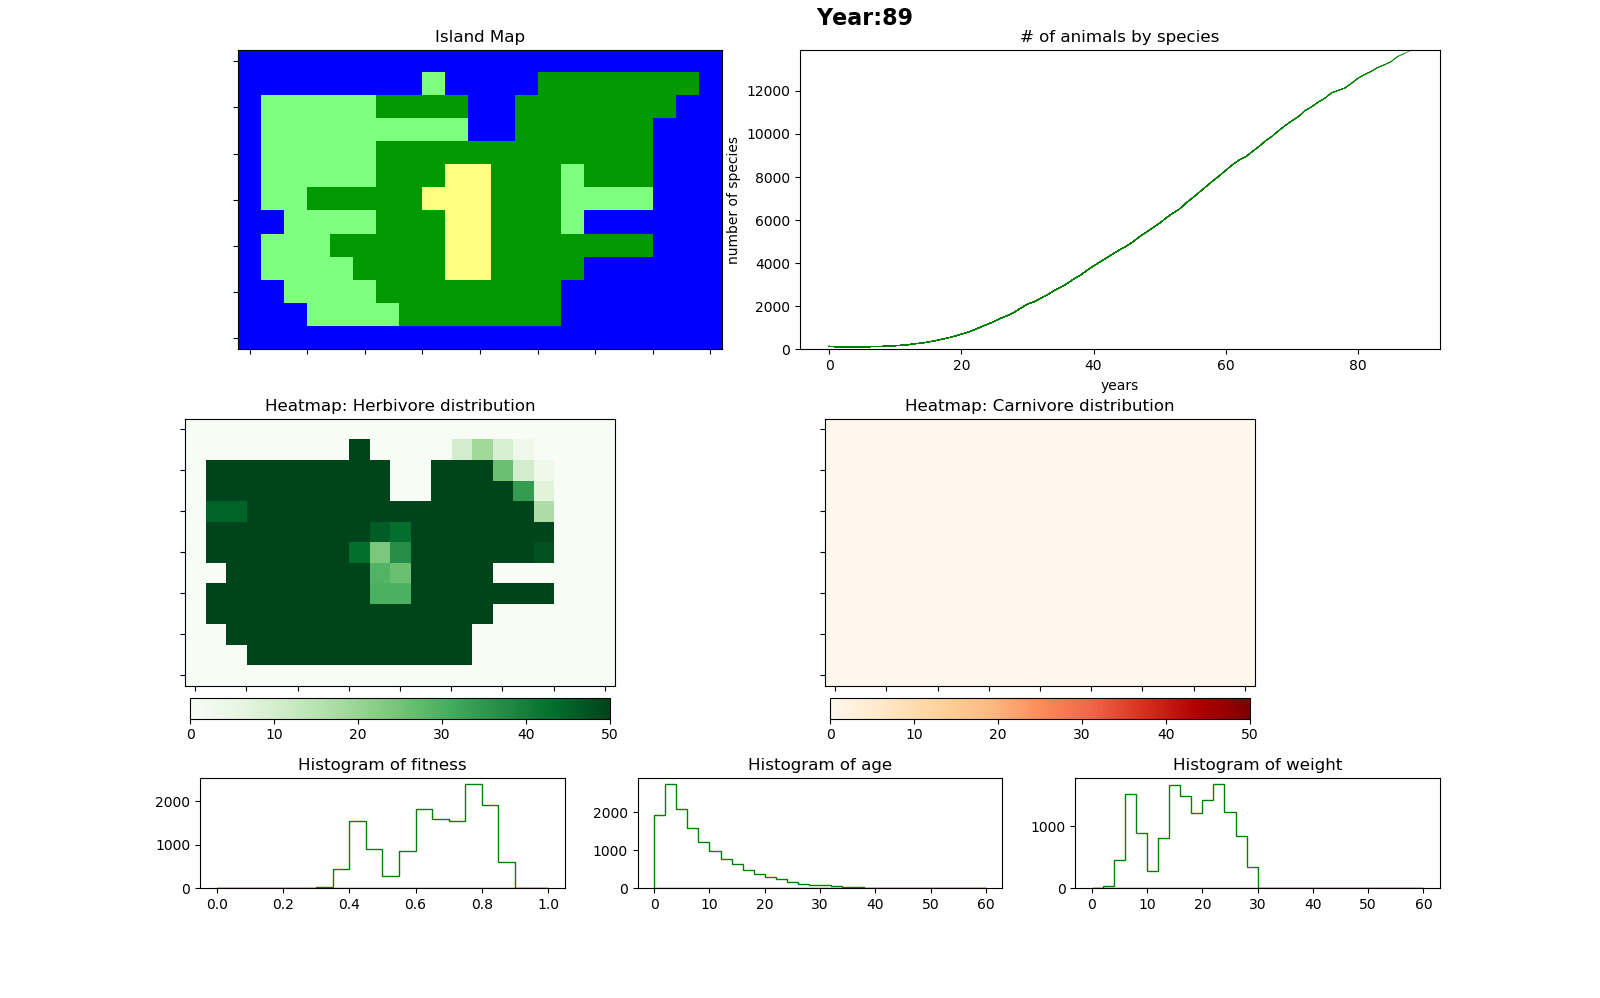 Year:89
Island Map
# of animals by species
number of species
12000
10000
8000
6000
4000
2000
0
0 20 40 60 80
years
Heatmap: Herbivore distribution
Heatmap: Carnivore distribution
0 10 20 30 40 50
0 10 20 30 40 50
Histogram of fitness
2000
1000
0
0.0 0.2 0.4 0.6 0.8 1.0
Histogram of age
2000
1000
0
0 10 20 30 40 50 60
Histogram of weight
1000
0
0 10 20 30 40 50 60